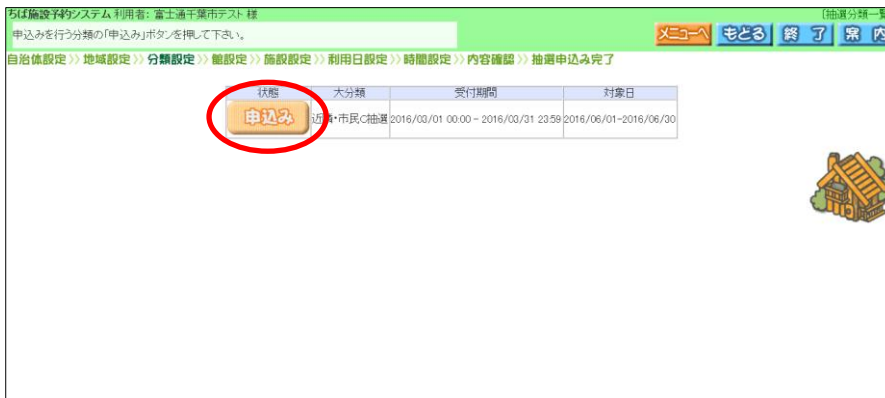 ちば施設予約システム 利用者: 富士通千葉市テスト 様 [抽選分類一覧
申込みを行う分類の「申込み」ボタンを押して下さい。 メニューへ もどる 終了 案内
自治体設定 >> 地域設定 >> 分類設定 >> 館設定 >> 施設設定 >> 利用日設定 >> 時間設定 >> 内容確認 >> 抽選申込み完了
状態 大分類 受付期間 対象日
申込み 近隣・市民C抽選 2016/03/01 00:00 - 2016/03/31 23:59 2016/06/01-2016/06/30